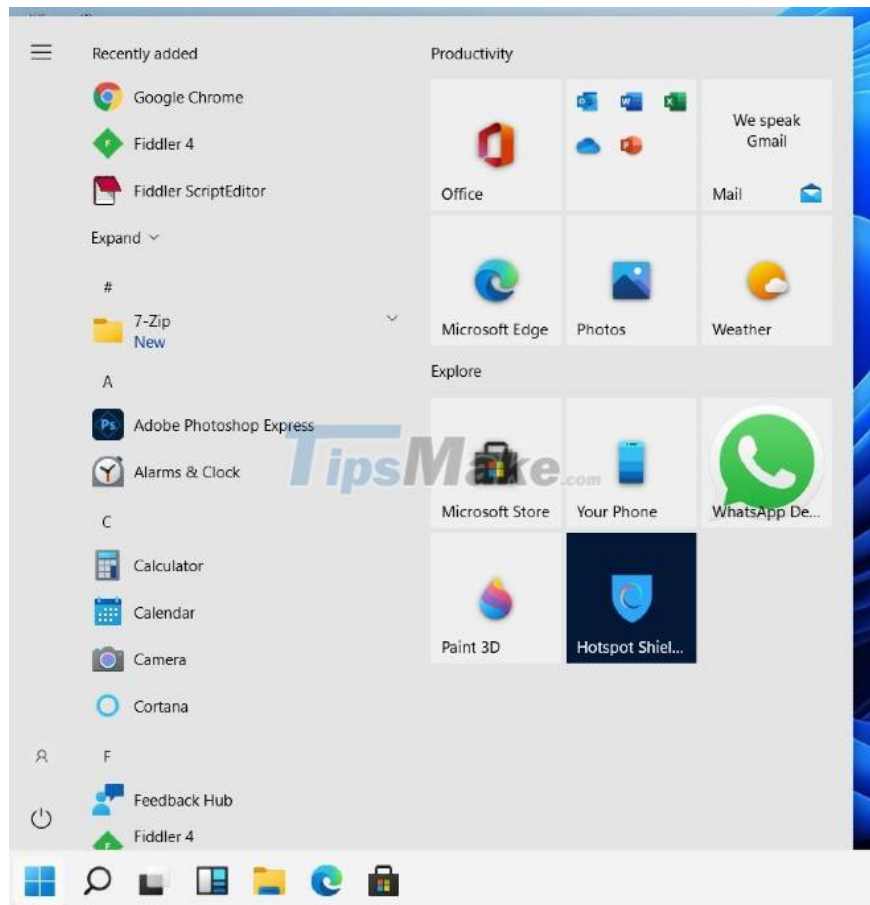 Recently added
Google Chrome
Fiddler 4
Fiddler ScriptEditor
Expand
#
7-Zip
New
A
Adobe Photoshop Express
Alarms & Clock
C
Calculator
Calendar
Camera
Cortana
F
Feedback Hub
Fiddler 4
Productivity
Office
We speak
Gmail
Mail
Microsoft Edge
Photos
Weather
Explore
Microsoft Store
Your Phone
WhatsApp De...
Paint 3D
Hotspot Shiel...
TipsMake.com